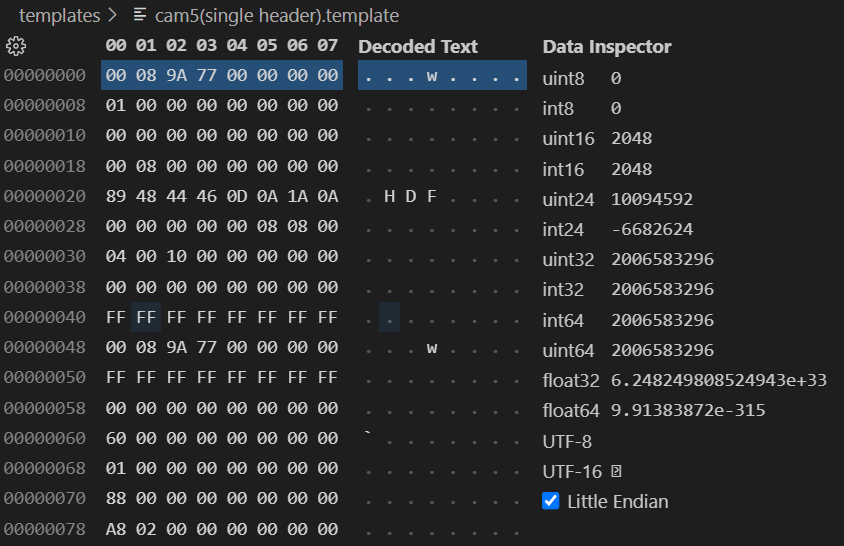 templates > cam5(single header).template
00 01 02 03 04 05 06 07 Decoded Text Data Inspector
00000000 00 08 9A 77 00 00 00 00 . . . w . . . . uint8 0
00000008 01 00 00 00 00 00 00 00 . . . . . . . . int8 0
00000010 00 00 00 00 00 00 00 00 . . . . . . . . uint16 2048
00000018 00 08 00 00 00 00 00 00 . . . . . . . . int16 2048
00000020 89 48 44 46 0D 0A 1A 0A . H D F . . . . uint24 10094592
00000028 00 00 00 00 00 08 08 00 . . . . . . . . int24 -6682624
00000030 04 00 10 00 00 00 00 00 . . . . . . . . uint32 2006583296
00000038 00 00 00 00 00 00 00 00 . . . . . . . . int32 2006583296
00000040 FF FF FF FF FF FF FF FF . . . . . . . . int64 2006583296
00000048 00 08 9A 77 00 00 00 00 . . . w . . . . uint64 2006583296
00000050 FF FF FF FF FF FF FF FF . . . . . . . . float32 6.248249808524943e+33
00000058 00 00 00 00 00 00 00 00 . . . . . . . . float64 9.91383872e-315
00000060 60 00 00 00 00 00 00 00 ` . . . . . . . UTF-8
00000068 01 00 00 00 00 00 00 00 . . . . . . . . UTF-16
00000070 88 00 00 00 00 00 00 00 . . . . . . . . Little Endian
00000078 A8 02 00 00 00 00 00 00 . . . . . . . .